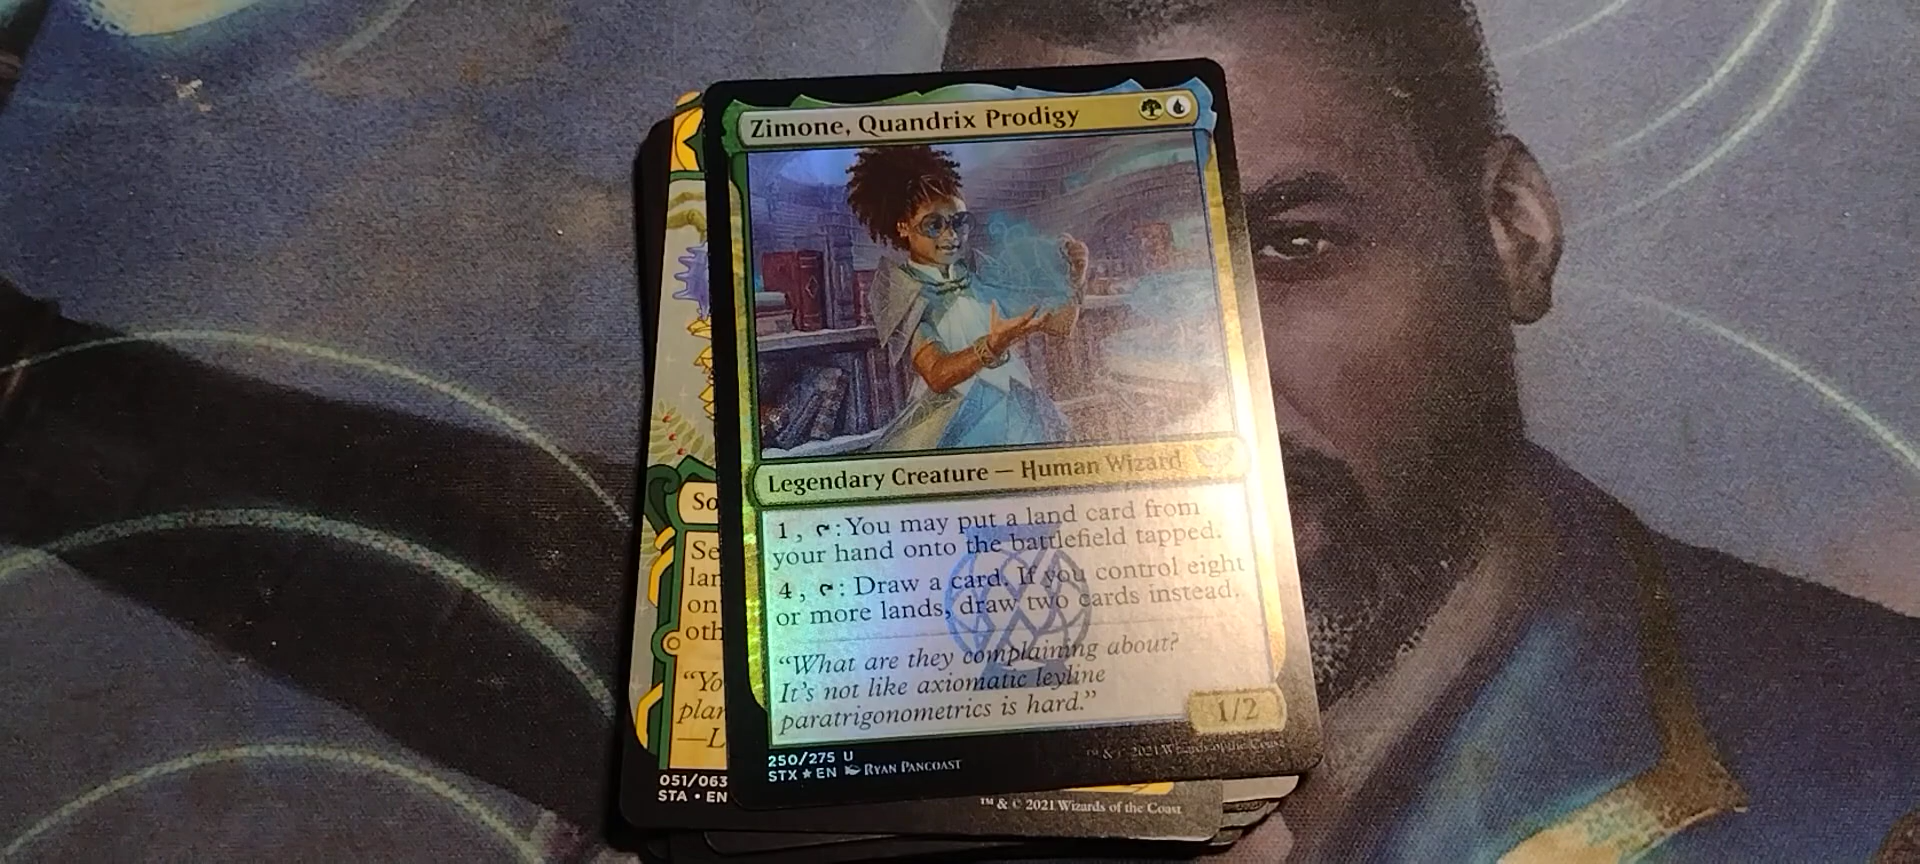 Zimone, Quandrix Prodigy
Legendary Creature — Human Wizard
1, : You may put a land card from
your hand onto the battlefield tapped.
4, : Draw a card. If you control eight
or more lands, draw two cards instead.
“What are they complaining about?
It's not like axiomatic leyline
paratrigonometrics is hard.”
1/2
250/275 U
STX ★ EN RYAN PANCOAST
™ & © 2021 Wizards of the Coast
So
Se
lan
on
oth
“Yo
plan
—L
051/063
STA • EN
™ & © 2021 Wizards of the Coast